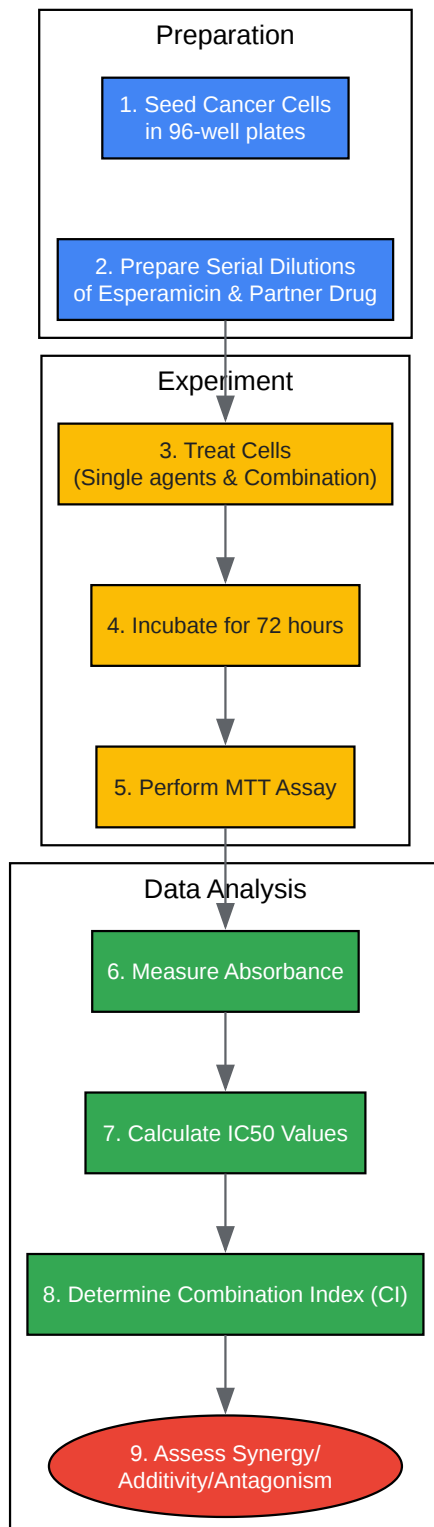 Preparation
1. Seed Cancer Cells
in 96-well plates
2. Prepare Serial Dilutions
of Esperamicin & Partner Drug
Experiment
3. Treat Cells
(Single agents & Combination)
4. Incubate for 72 hours
5. Perform MTT Assay
Data Analysis
6. Measure Absorbance
7. Calculate IC50 Values
8. Determine Combination Index (CI)
9. Assess Synergy/
Additivity/Antagonism